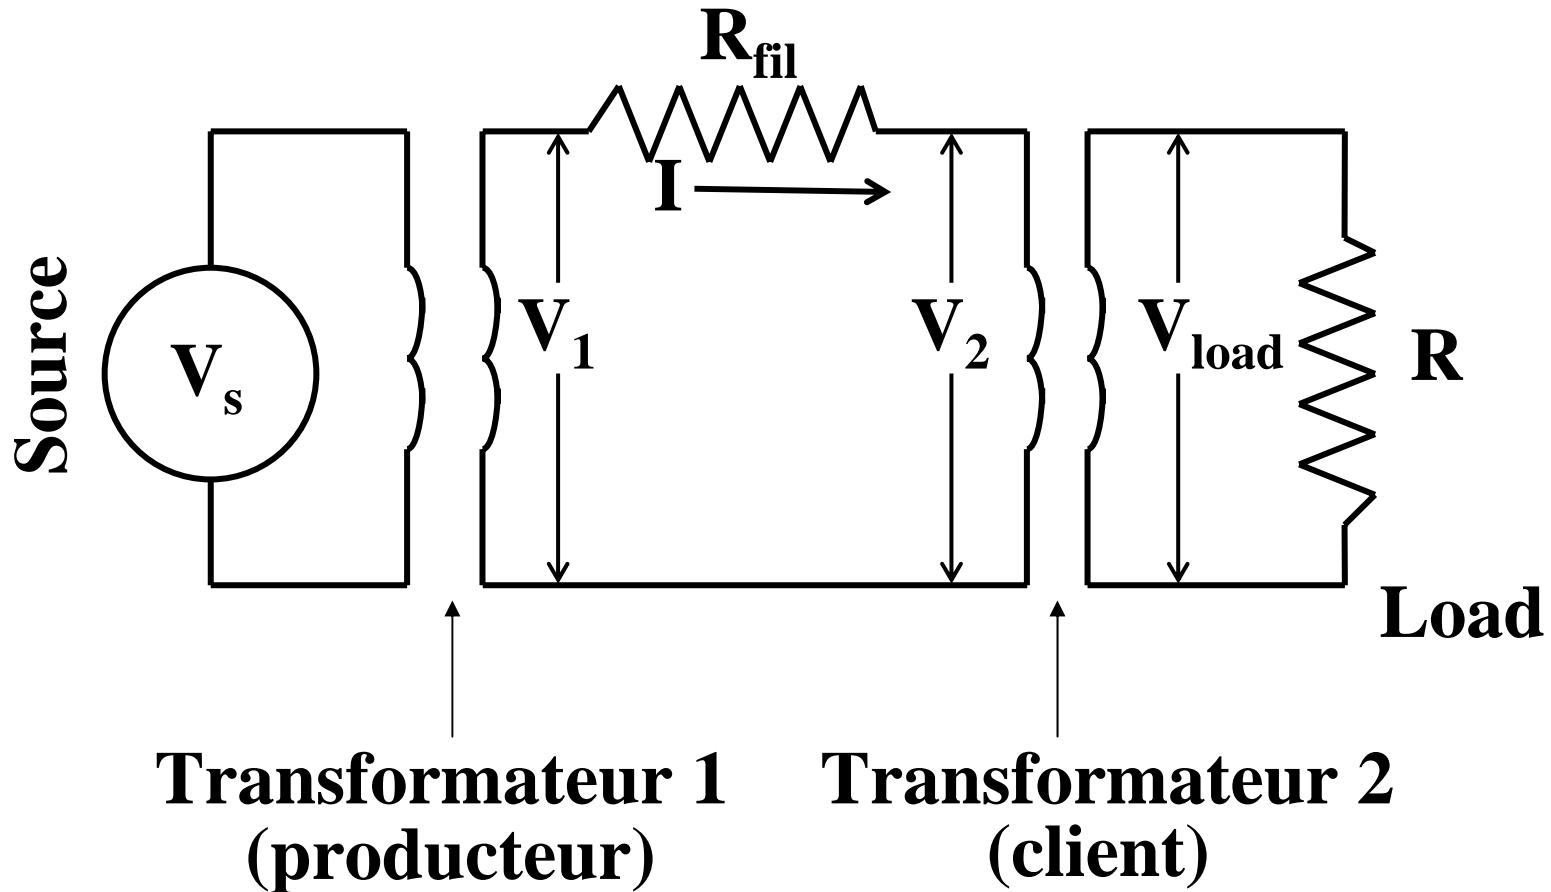 R_fil
I
Source
V_s
V_1
V_2
V_load
R
Load
Transformateur 1
(producteur)
Transformateur 2
(client)